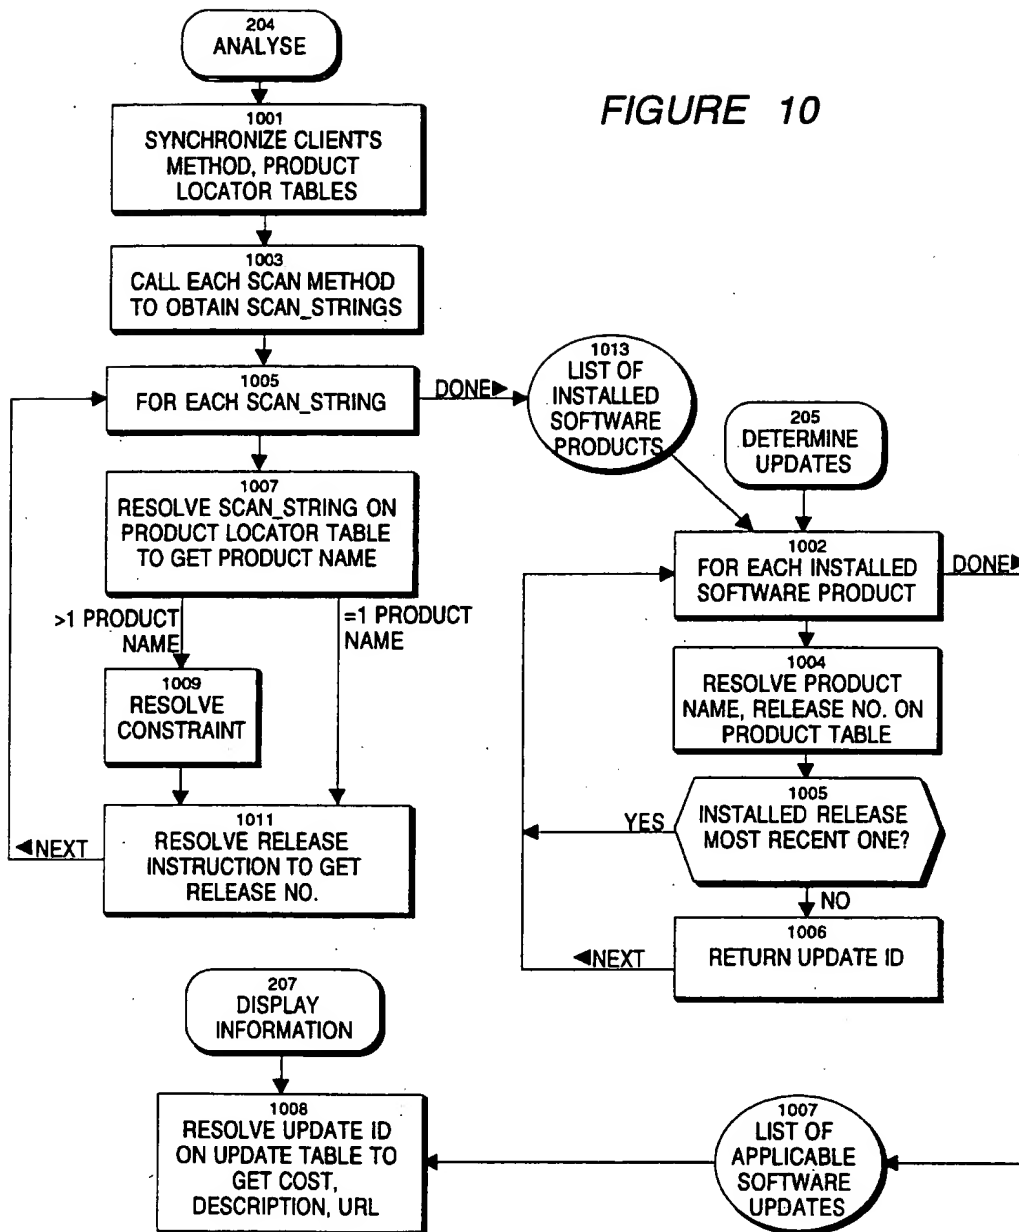 FIGURE 10
204
ANALYSE
1001
SYNCHRONIZE CLIENT'S
METHOD, PRODUCT
LOCATOR TABLES
1003
CALL EACH SCAN METHOD
TO OBTAIN SCAN_STRINGS
1005
FOR EACH SCAN_STRING
DONE
1007
RESOLVE SCAN_STRING ON
PRODUCT LOCATOR TABLE
TO GET PRODUCT NAME
>1 PRODUCT
NAME
=1 PRODUCT
NAME
1009
RESOLVE
CONSTRAINT
1011
RESOLVE RELEASE
INSTRUCTION TO GET
RELEASE NO.
NEXT
1013
LIST OF
INSTALLED
SOFTWARE
PRODUCTS
205
DETERMINE
UPDATES
1002
FOR EACH INSTALLED
SOFTWARE PRODUCT
DONE
1004
RESOLVE PRODUCT
NAME, RELEASE NO. ON
PRODUCT TABLE
1005
INSTALLED RELEASE
MOST RECENT ONE?
YES
NO
1006
RETURN UPDATE ID
NEXT
207
DISPLAY
INFORMATION
1008
RESOLVE UPDATE ID
ON UPDATE TABLE TO
GET COST,
DESCRIPTION, URL
1007
LIST OF
APPLICABLE
SOFTWARE
UPDATES